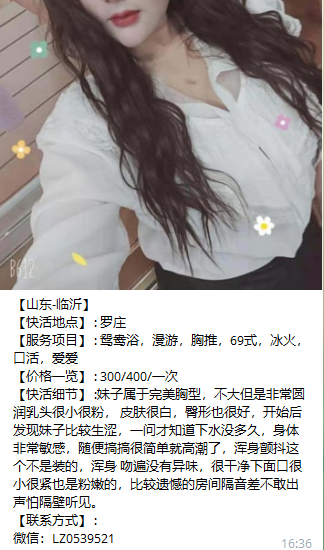 B612
【山东-临沂】
【快活地点】:罗庄
【服务项目】:鸳鸯浴，漫游，胸推，69式，冰火，
口活，爱爱
【价格一览】:300/400/一次
【快活细节】:妹子属于完美胸型，不大但是非常圆
润乳头很小很粉， 皮肤很白，臀形也很好，开始后
发现妹子比较生涩，一问才知道下水没多久，身体
非常敏感，随便搞搞很简单就高潮了，浑身颤抖这
个不是装的，浑身 吻遍没有异味，很干净下面口很
小很紧也是粉嫩的，比较遗憾的房间隔音差不敢出
声怕隔壁听见。
【联系方式】:
微信：LZ0539521
16:36